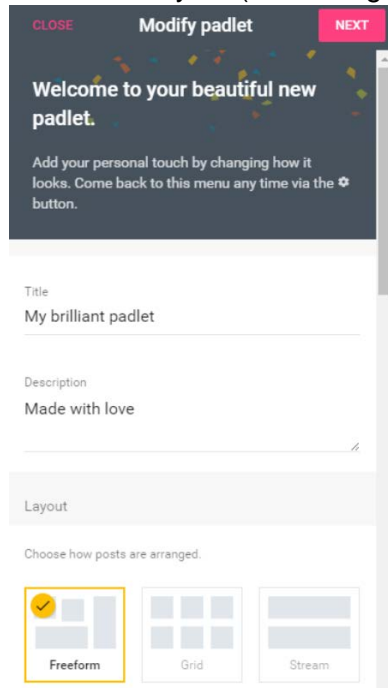 CLOSE Modify padlet NEXT
Welcome to your beautiful new
padlet.
Add your personal touch by changing how it
looks. Come back to this menu any time via the
button.
Title
My brilliant padlet
Description
Made with love
Layout
Choose how posts are arranged.
Freeform Grid Stream